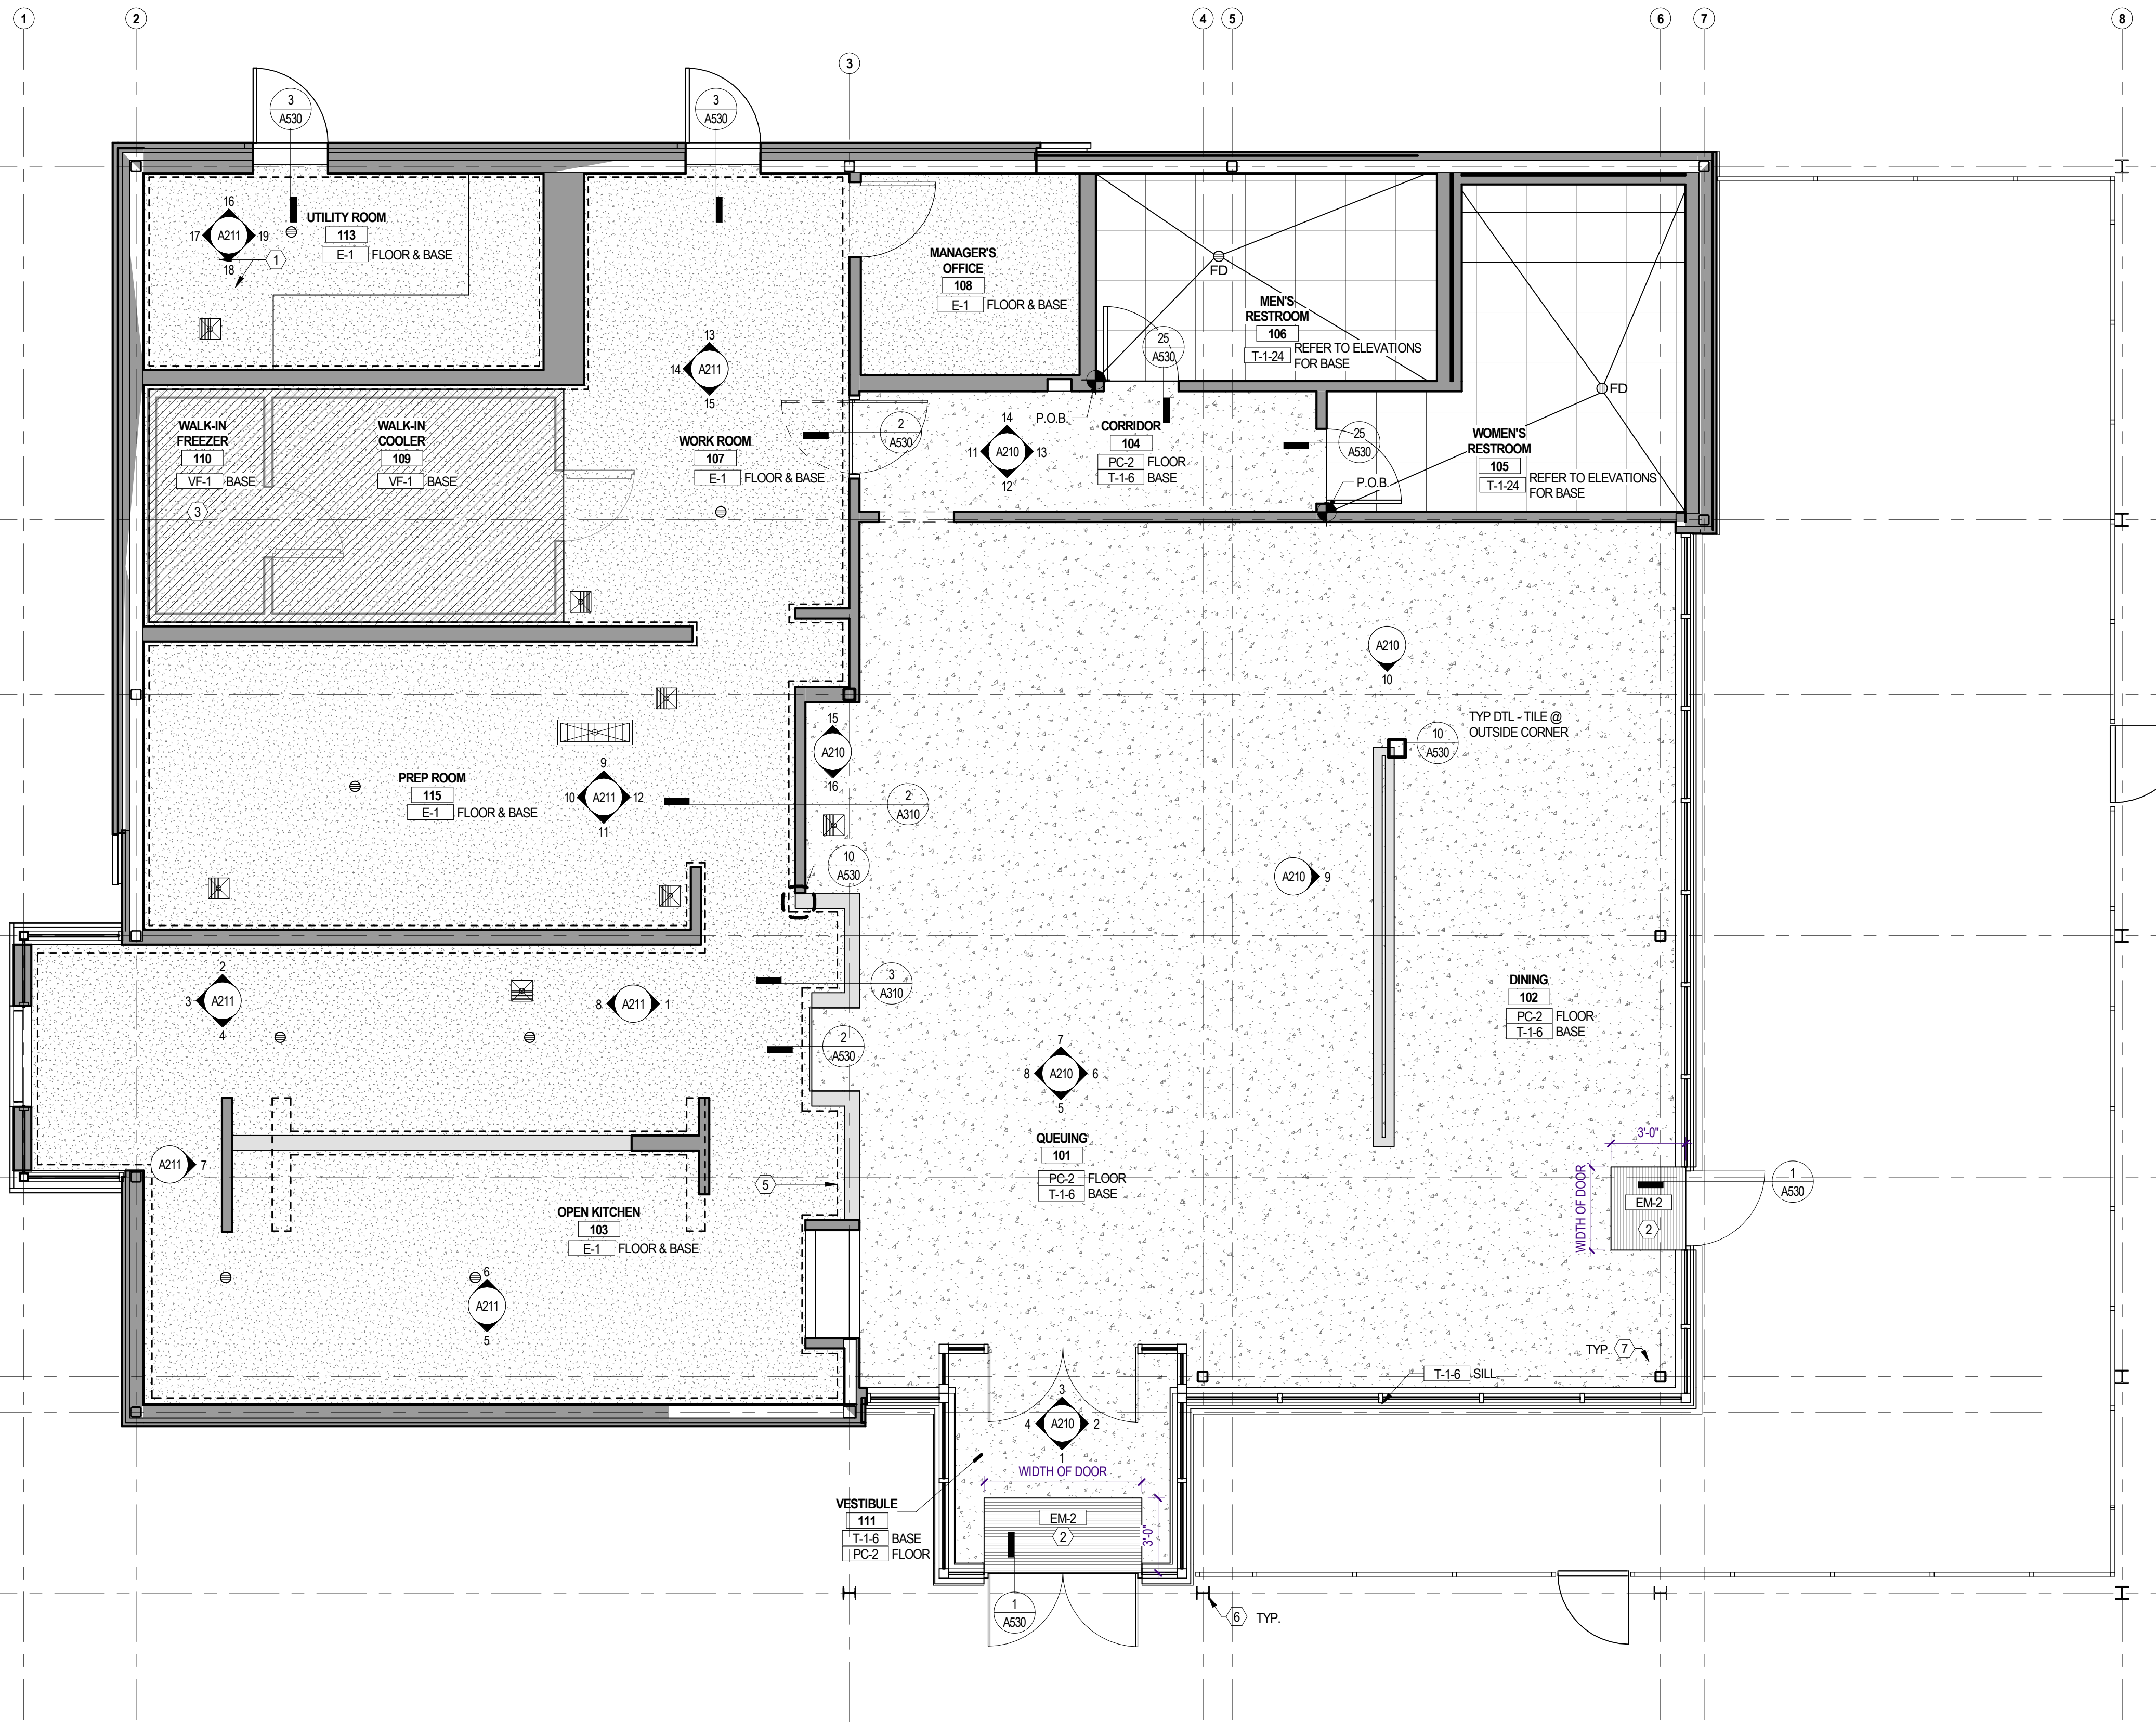 1
2
3
4
5
6
7
8
3
A530
3
A530
16
17 A211 19
18
1
UTILITY ROOM
113
E-1 FLOOR & BASE
MANAGER'S
OFFICE
108
E-1 FLOOR & BASE
FD
MEN'S
RESTROOM
106
T-1-24 REFER TO ELEVATIONS
FOR BASE
25
A530
13
14 A211
15
FD
WALK-IN
FREEZER
110
VF-1 BASE
3
WALK-IN
COOLER
109
VF-1 BASE
WORK ROOM
107
E-1 FLOOR & BASE
2
A530
14
11 A210 13
12
P.O.B.
CORRIDOR
104
PC-2 FLOOR
T-1-6 BASE
25
A530
P.O.B.
WOMEN'S
RESTROOM
105
T-1-24 REFER TO ELEVATIONS
FOR BASE
A210
10
TYP DTL - TILE @
OUTSIDE CORNER
10
A530
15
A210
16
PREP ROOM
115
E-1 FLOOR & BASE
9
10 A211 12
11
2
A310
10
A530
A210 9
2
3 A211
4
8 A211 1
3
A310
2
A530
DINING
102
PC-2 FLOOR
T-1-6 BASE
7
8 A210 6
5
QUEUING
101
PC-2 FLOOR
T-1-6 BASE
3'-0"
WIDTH OF DOOR
EM-2
2
1
A530
A211 7
5
OPEN KITCHEN
103
E-1 FLOOR & BASE
6
A211
5
TYP. 7
T-1-6 SILL
3
4 A210 2
1
WIDTH OF DOOR
VESTIBULE
111
T-1-6 BASE
PC-2 FLOOR
EM-2
2
3'-0"
1
A530
6 TYP.